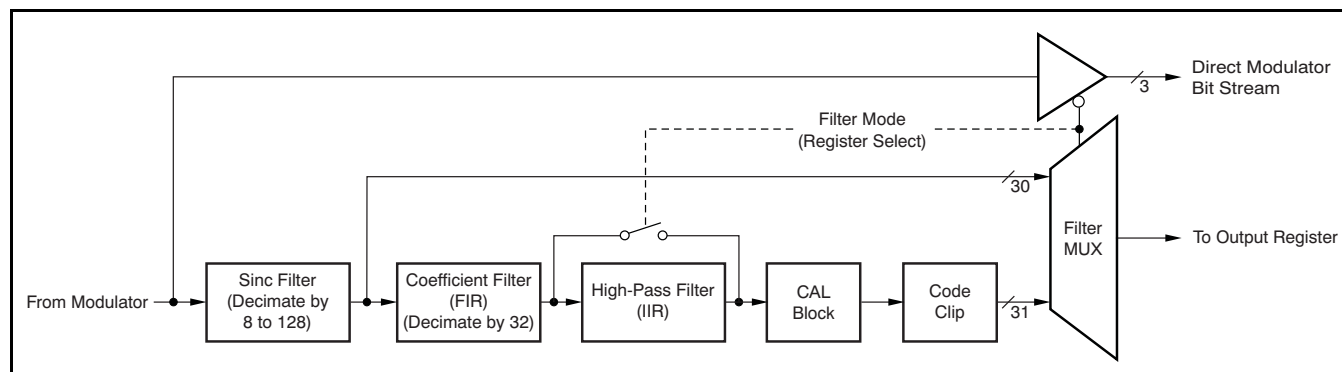 Direct Modulator
Bit Stream
3
Filter Mode
(Register Select)
30
Filter
MUX
To Output Register
From Modulator
Sinc Filter
(Decimate by
8 to 128)
Coefficient Filter
(FIR)
(Decimate by 32)
High-Pass Filter
(IIR)
CAL
Block
Code
Clip
31